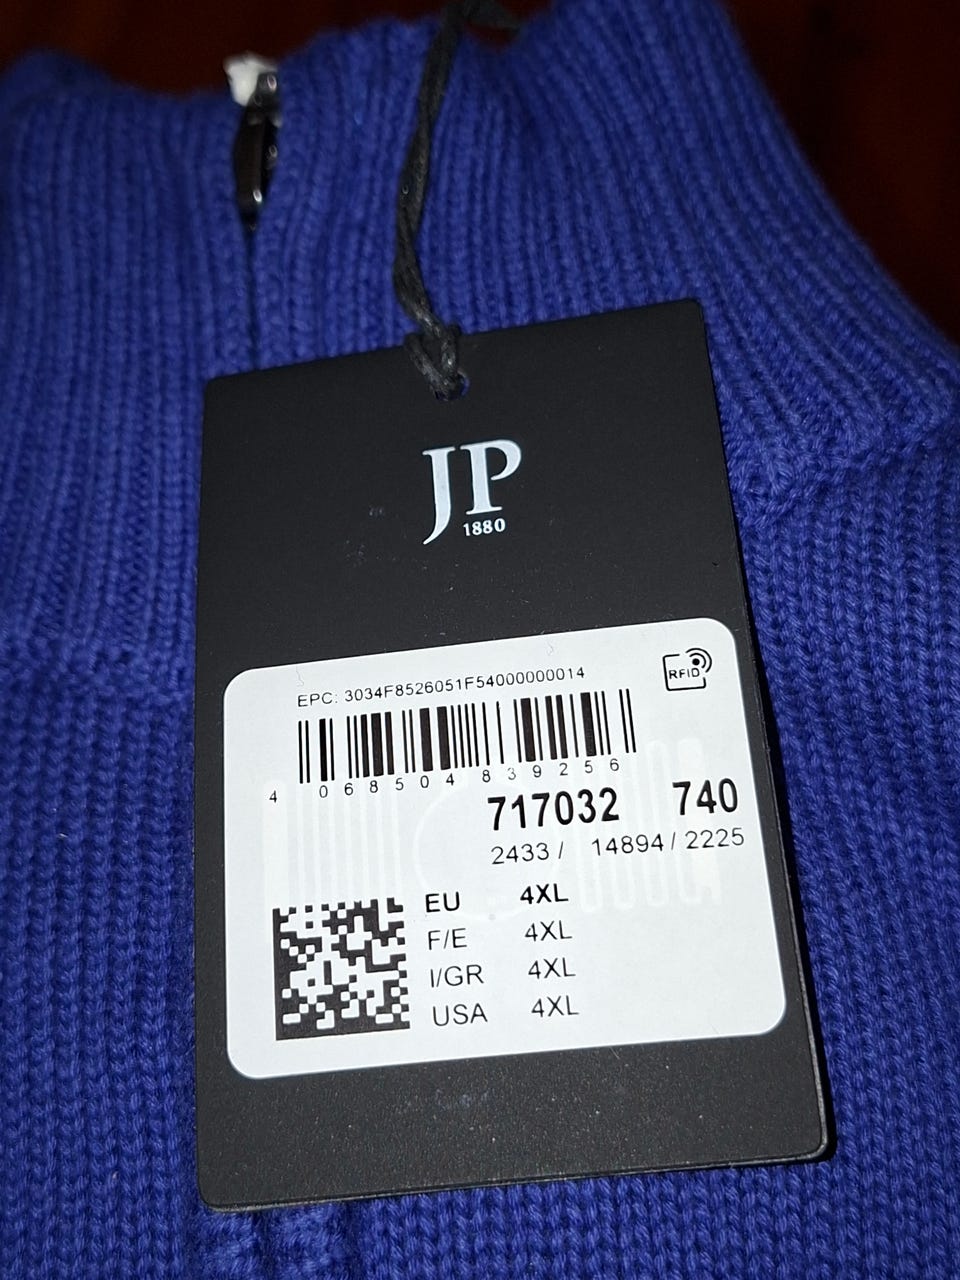 JP
1880
EPC: 3034F8526051F54000000014
RFID
4 068504 839256
717032 740
2433 / 14894 / 2225
EU 4XL
F/E 4XL
I/GR 4XL
USA 4XL